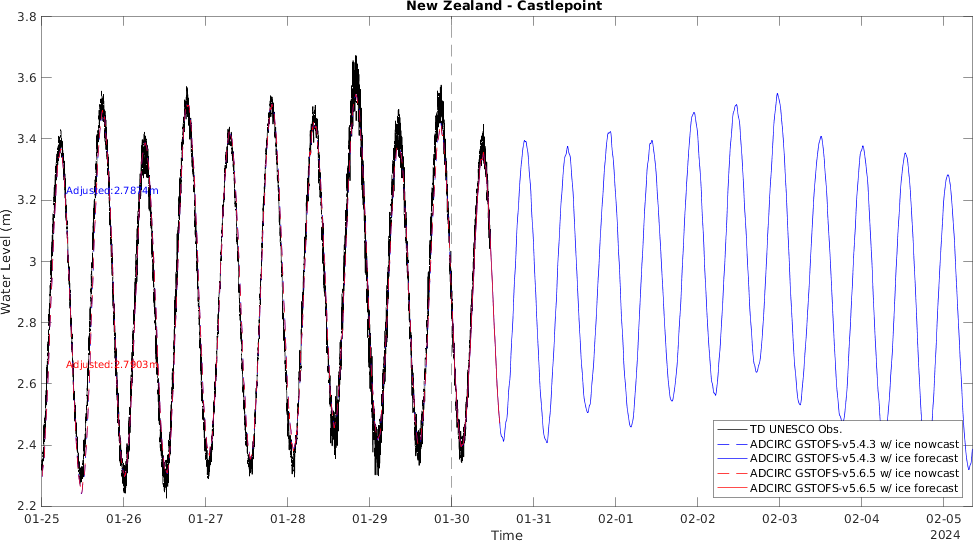 New Zealand - Castlepoint
3.8
3.6
3.4
3.2
3
2.8
2.6
2.4
2.2
Water Level (m)
Adjusted:2.7874m
Adjusted:2.7903m
TD UNESCO Obs.
ADCIRC GSTOFS-v5.4.3 w/ ice nowcast
ADCIRC GSTOFS-v5.4.3 w/ ice forecast
ADCIRC GSTOFS-v5.6.5 w/ ice nowcast
ADCIRC GSTOFS-v5.6.5 w/ ice forecast
01-25 01-26 01-27 01-28 01-29 01-30 01-31 02-01 02-02 02-03 02-04 02-05
Time
2024